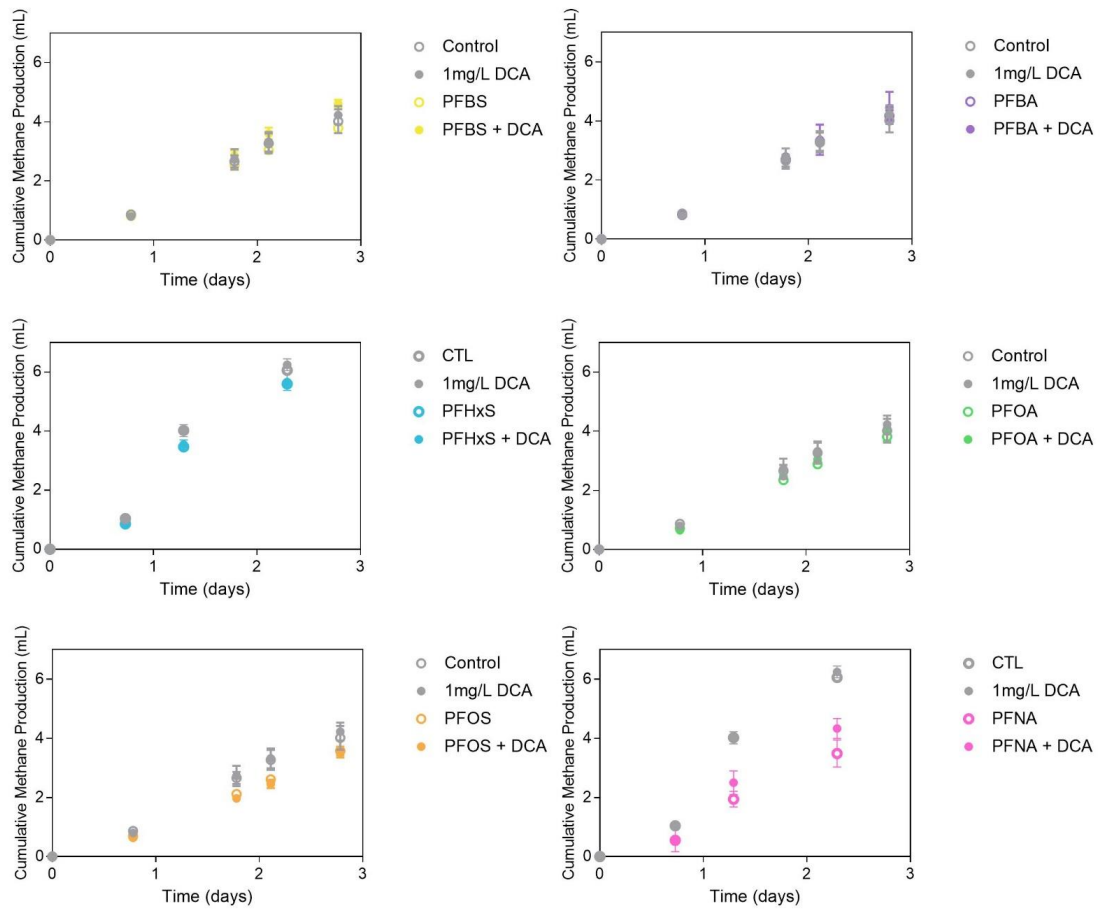 Cumulative Methane Production (mL)
6
4
2
0
0 1 2 3
Time (days)
Control
1mg/L DCA
PFBS
PFBS + DCA
Cumulative Methane Production (mL)
6
4
2
0
0 1 2 3
Time (days)
Control
1mg/L DCA
PFBA
PFBA + DCA
Cumulative Methane Production (mL)
6
4
2
0
0 1 2 3
Time (days)
CTL
1mg/L DCA
PFHxS
PFHxS + DCA
Cumulative Methane Production (mL)
6
4
2
0
0 1 2 3
Time (days)
Control
1mg/L DCA
PFOA
PFOA + DCA
Cumulative Methane Production (mL)
6
4
2
0
0 1 2 3
Time (days)
Control
1mg/L DCA
PFOS
PFOS + DCA
Cumulative Methane Production (mL)
6
4
2
0
0 1 2 3
Time (days)
CTL
1mg/L DCA
PFNA
PFNA + DCA